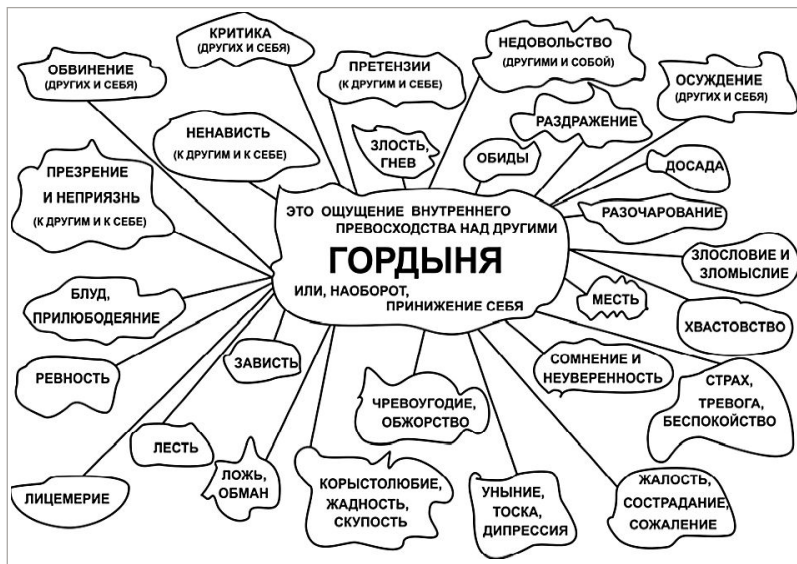 КРИТИКА
(ДРУГИХ И СЕБЯ)
НЕДОВОЛЬСТВО
(ДРУГИМИ И СОБОЙ)
ОБВИНЕНИЕ
(ДРУГИХ И СЕБЯ)
ПРЕТЕНЗИИ
(К ДРУГИМ И К СЕБЕ)
ОСУЖДЕНИЕ
(ДРУГИХ И СЕБЯ)
НЕНАВИСТЬ
(К ДРУГИМ И К СЕБЕ)
ЗЛОСТЬ,
ГНЕВ
РАЗДРАЖЕНИЕ
ОБИДЫ
ДОСАДА
ПРЕЗРЕНИЕ
И НЕПРИЯЗНЬ
(К ДРУГИМ И К СЕБЕ)
РАЗОЧАРОВАНИЕ
ЭТО ОЩУЩЕНИЕ ВНУТРЕННЕГО
ПРЕВОСХОДСТВА НАД ДРУГИМИ
ГОРДЫНЯ
ИЛИ, НАОБОРОТ,
ПРИНИЖЕНИЕ СЕБЯ
ЗЛОСЛОВИЕ И
ЗЛОМЫСЛИЕ
БЛУД,
ПРИЛЮБОДЕЯНИЕ
МЕСТЬ
ХВАСТОВСТВО
РЕВНОСТЬ
ЗАВИСТЬ
СОМНЕНИЕ И
НЕУВЕРЕННОСТЬ
СТРАХ,
ТРЕВОГА,
БЕСПОКОЙСТВО
ЧРЕВОУГОДИЕ,
ОБЖОРСТВО
ЛЕСТЬ
ЛИЦЕМЕРИЕ
ЛОЖЬ,
ОБМАН
КОРЫСТОЛЮБИЕ,
ЖАДНОСТЬ,
СКУПОСТЬ
УНЫНИЕ,
ТОСКА,
ДИПРЕССИЯ
ЖАЛОСТЬ,
СОСТРАДАНИЕ,
СОЖАЛЕНИЕ